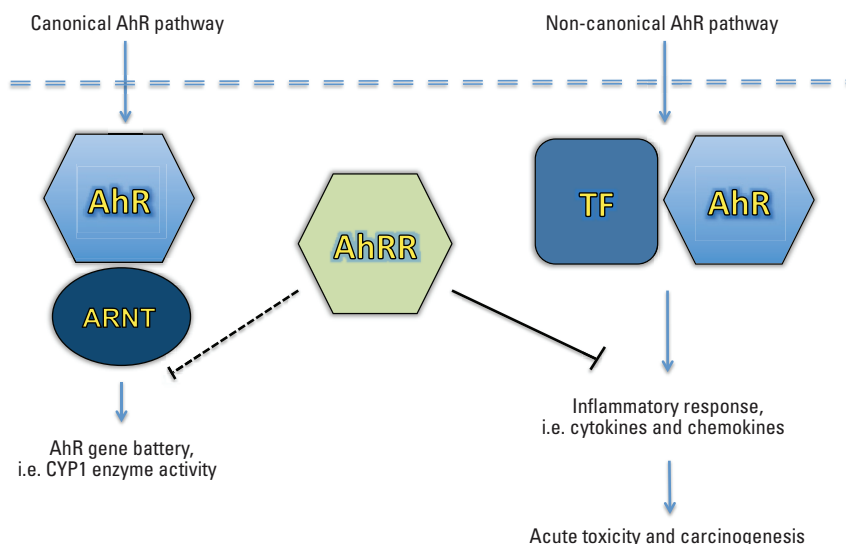 Canonical AhR pathway
Non-canonical AhR pathway
AhR
AhRR
TF
AhR
ARNT
Inflammatory response,
i.e. cytokines and chemokines
AhR gene battery,
i.e. CYP1 enzyme activity
Acute toxicity and carcinogenesis